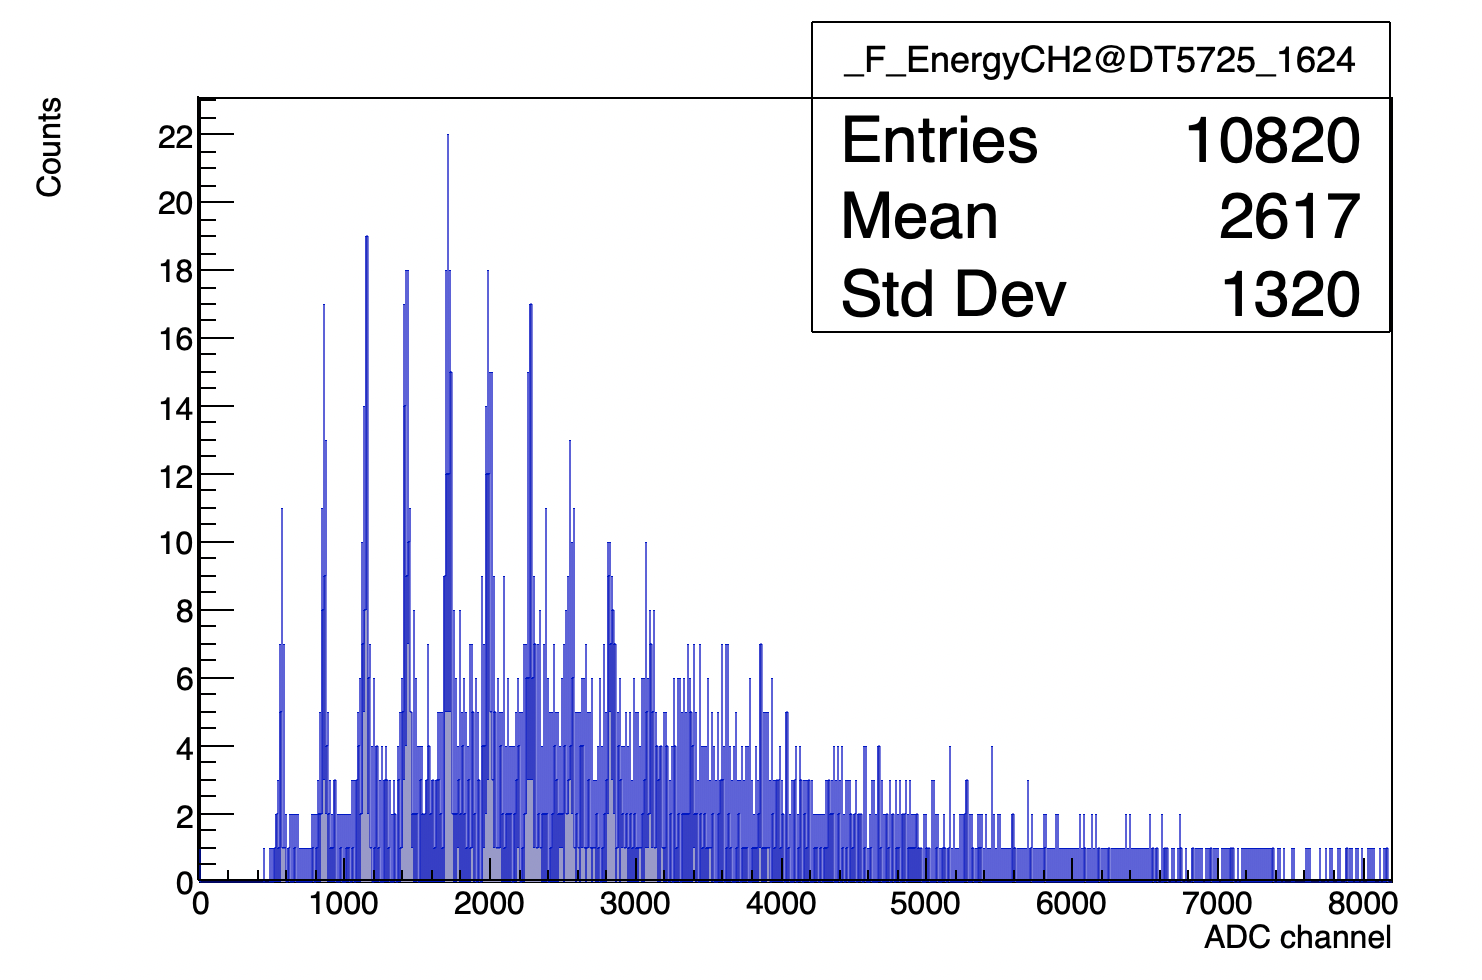 _F_EnergyCH2@DT5725_1624
Entries 10820
Mean 2617
Std Dev 1320
Counts
22
20
18
16
14
12
10
8
6
4
2
0
0 1000 2000 3000 4000 5000 6000 7000 8000
ADC channel